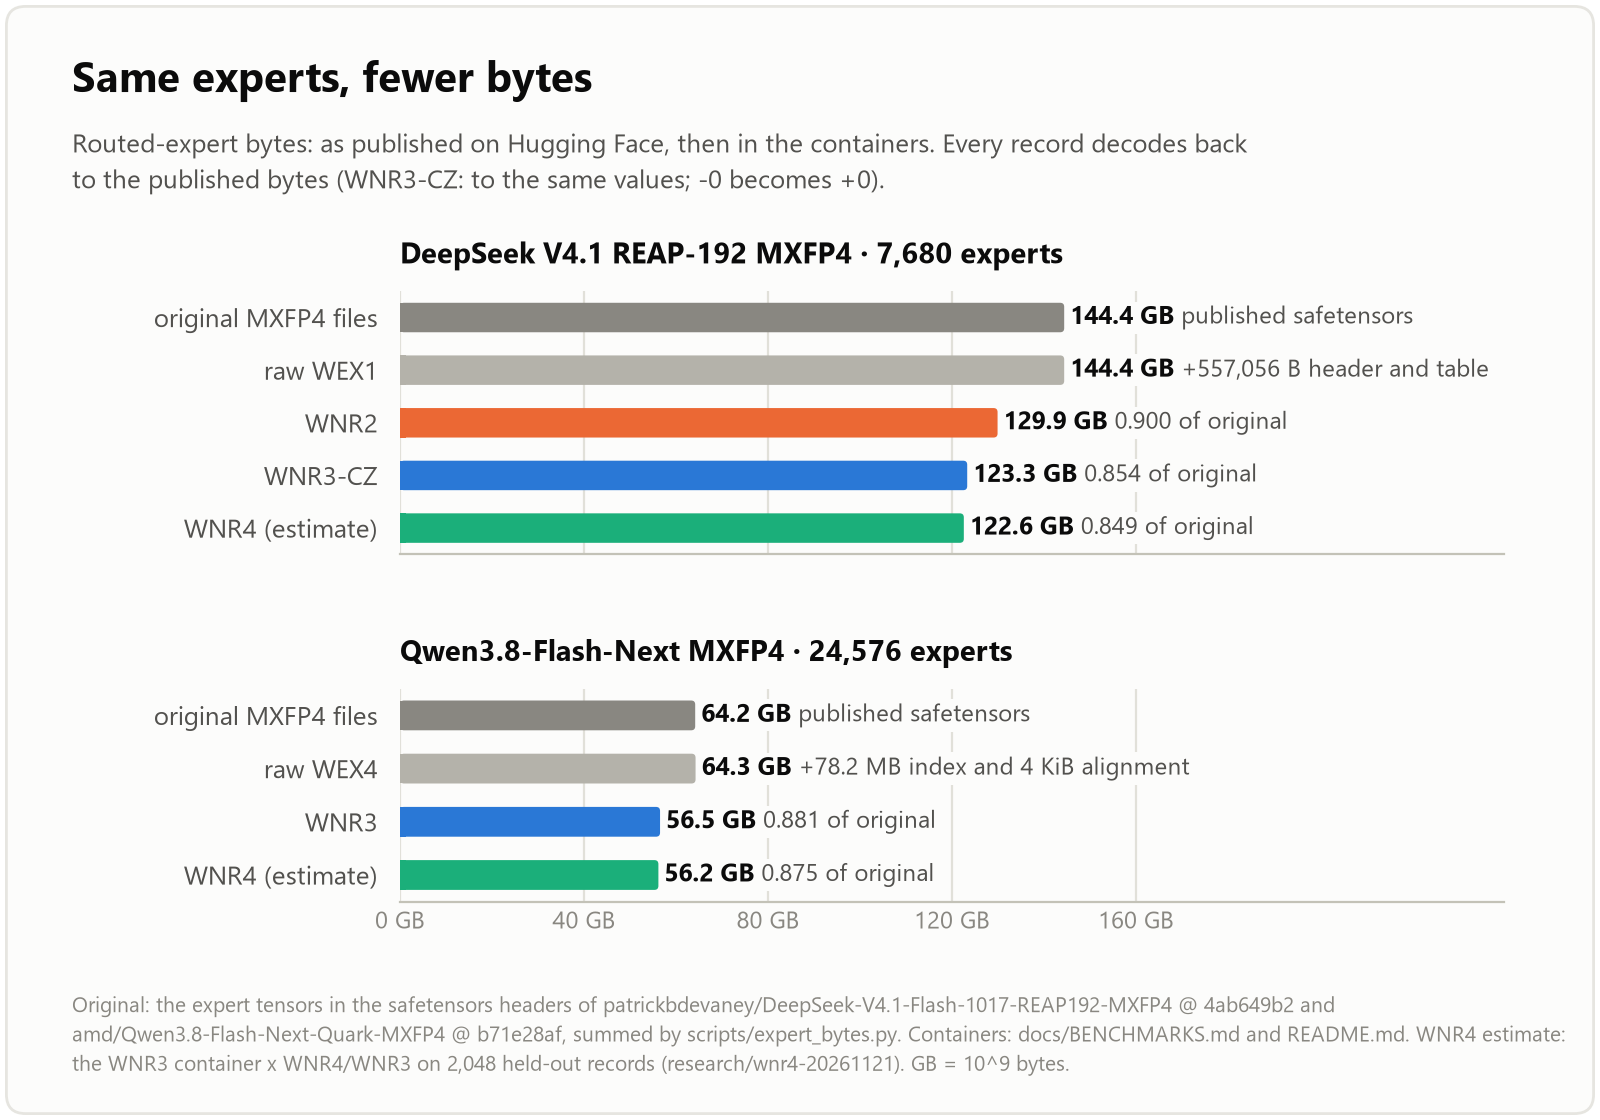 Same experts, fewer bytes
Routed-expert bytes: as published on Hugging Face, then in the containers. Every record decodes back
to the published bytes (WNR3-CZ: to the same values; -0 becomes +0).
DeepSeek V4.1 REAP-192 MXFP4 · 7,680 experts
original MXFP4 files 144.4 GB published safetensors
raw WEX1 144.4 GB +557,056 B header and table
WNR2 129.9 GB 0.900 of original
WNR3-CZ 123.3 GB 0.854 of original
WNR4 (estimate) 122.6 GB 0.849 of original
Qwen3.8-Flash-Next MXFP4 · 24,576 experts
original MXFP4 files 64.2 GB published safetensors
raw WEX4 64.3 GB +78.2 MB index and 4 KiB alignment
WNR3 56.5 GB 0.881 of original
WNR4 (estimate) 56.2 GB 0.875 of original
0 GB 40 GB 80 GB 120 GB 160 GB
Original: the expert tensors in the safetensors headers of patrickbdevaney/DeepSeek-V4.1-Flash-1017-REAP192-MXFP4 @ 4ab649b2 and
amd/Qwen3.8-Flash-Next-Quark-MXFP4 @ b71e28af, summed by scripts/expert_bytes.py. Containers: docs/BENCHMARKS.md and README.md. WNR4 estimate:
the WNR3 container x WNR4/WNR3 on 2,048 held-out records (research/wnr4-20261121). GB = 10^9 bytes.